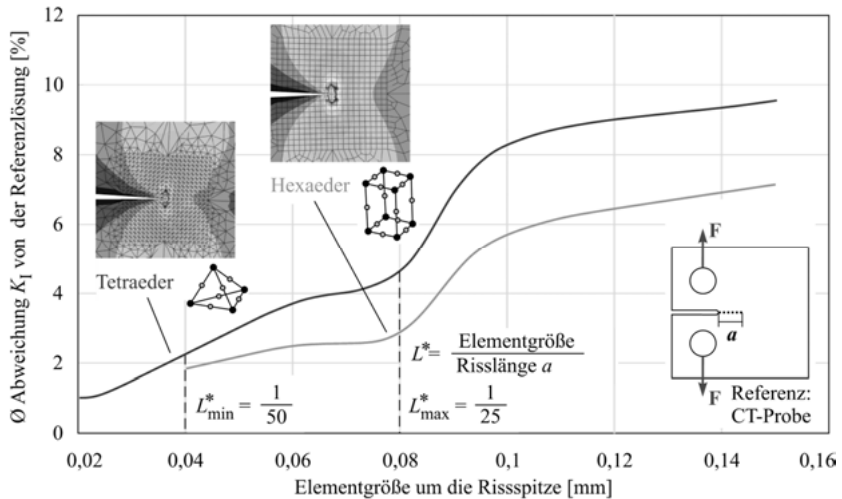 Ø Abweichung K_I von der Referenzlösung [%]
12
10
8
6
4
2
0
Tetraeder
Hexaeder
L*_min = 1/50
L*_max = 1/25
L* = Elementgröße / Risslänge a
F
a
F
Referenz:
CT-Probe
0,02 0,04 0,06 0,08 0,1 0,12 0,14 0,16
Elementgröße um die Rissspitze [mm]